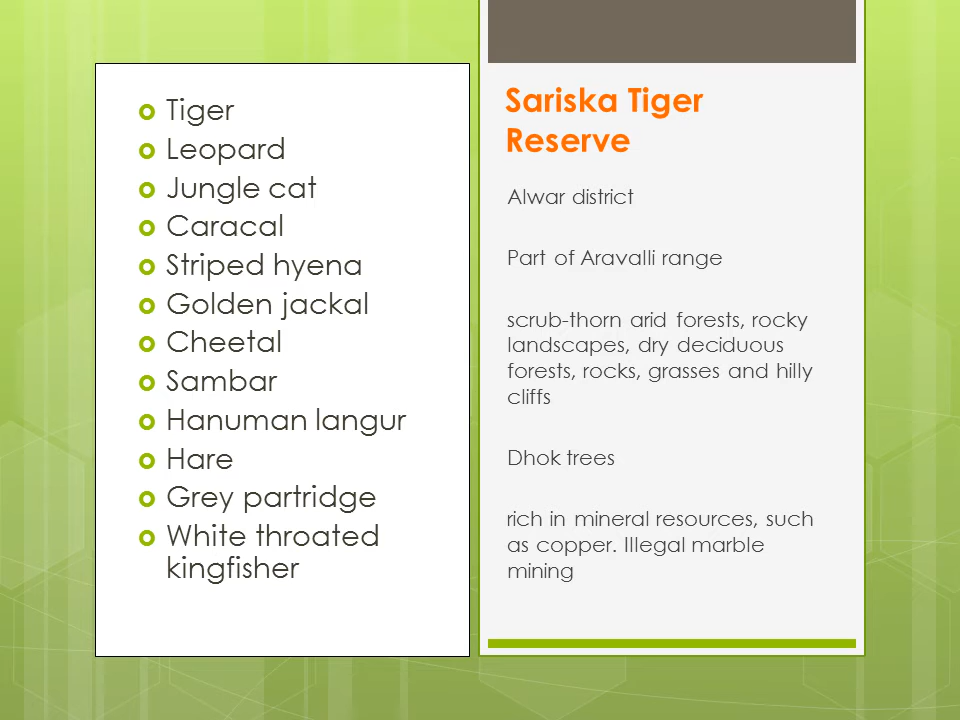 Tiger
Leopard
Jungle cat
Caracal
Striped hyena
Golden jackal
Cheetal
Sambar
Hanuman langur
Hare
Grey partridge
White throated
kingfisher
Sariska Tiger
Reserve
Alwar district
Part of Aravalli range
scrub-thorn arid forests, rocky
landscapes, dry deciduous
forests, rocks, grasses and hilly
cliffs
Dhok trees
rich in mineral resources, such
as copper. Illegal marble
mining